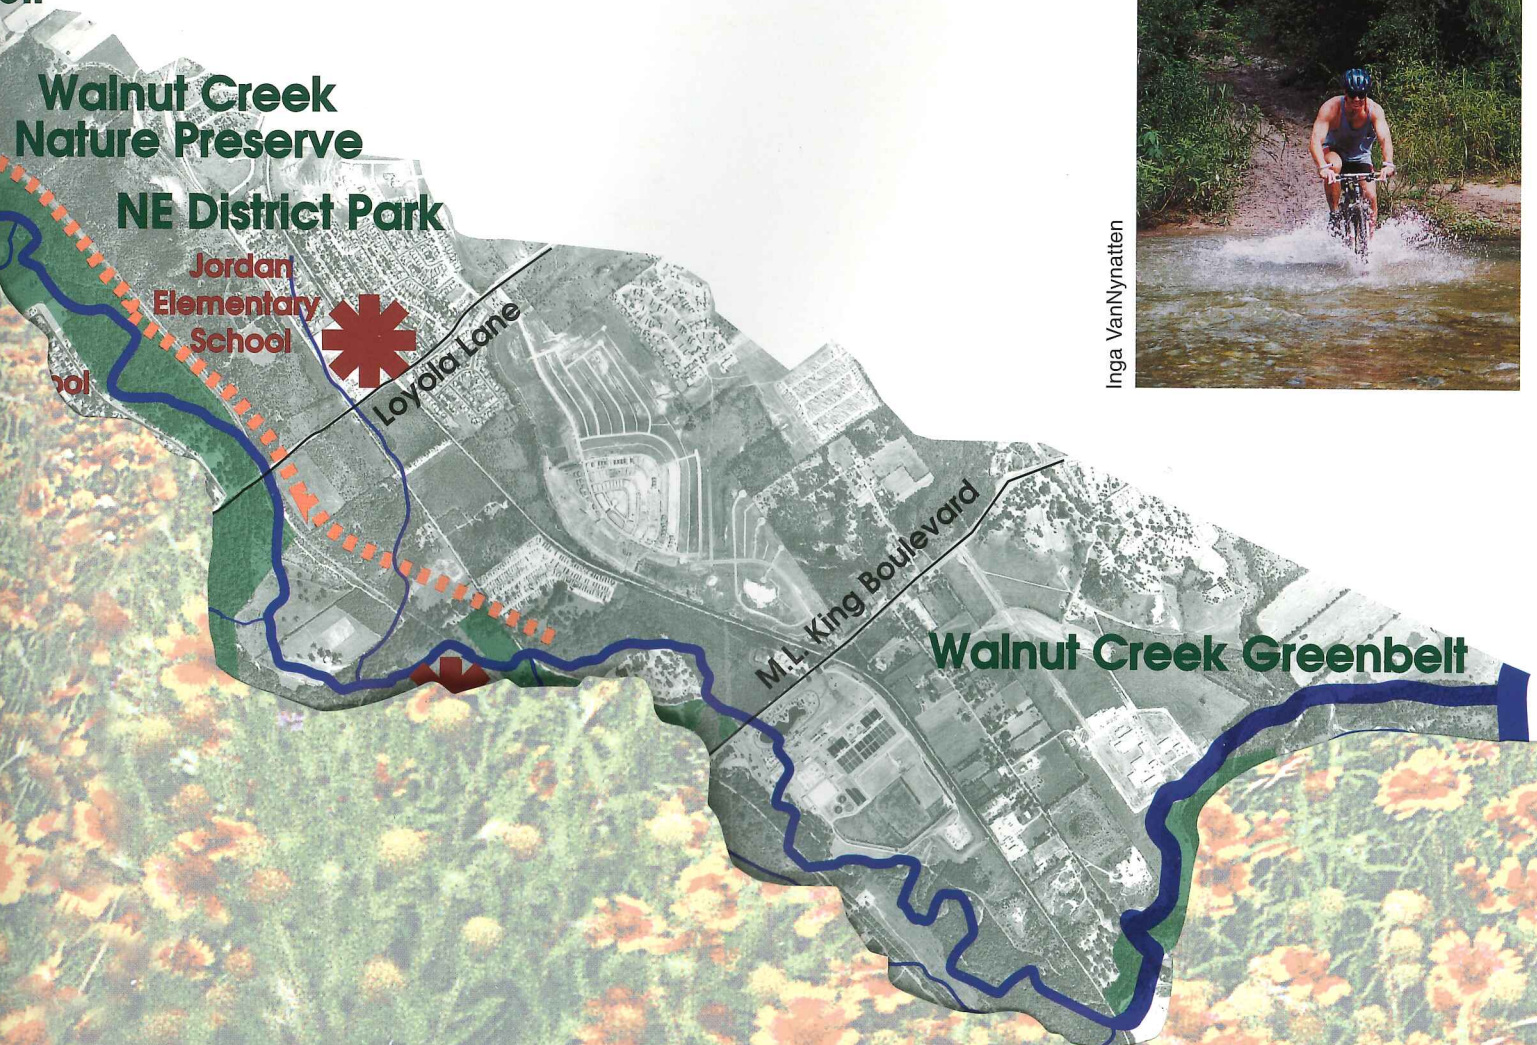 Walnut Creek
Nature Preserve
NE District Park
Jordan
Elementary
School
ool
Loyola Lane
M.L. King Boulevard
Walnut Creek Greenbelt
Inga VanNynatten